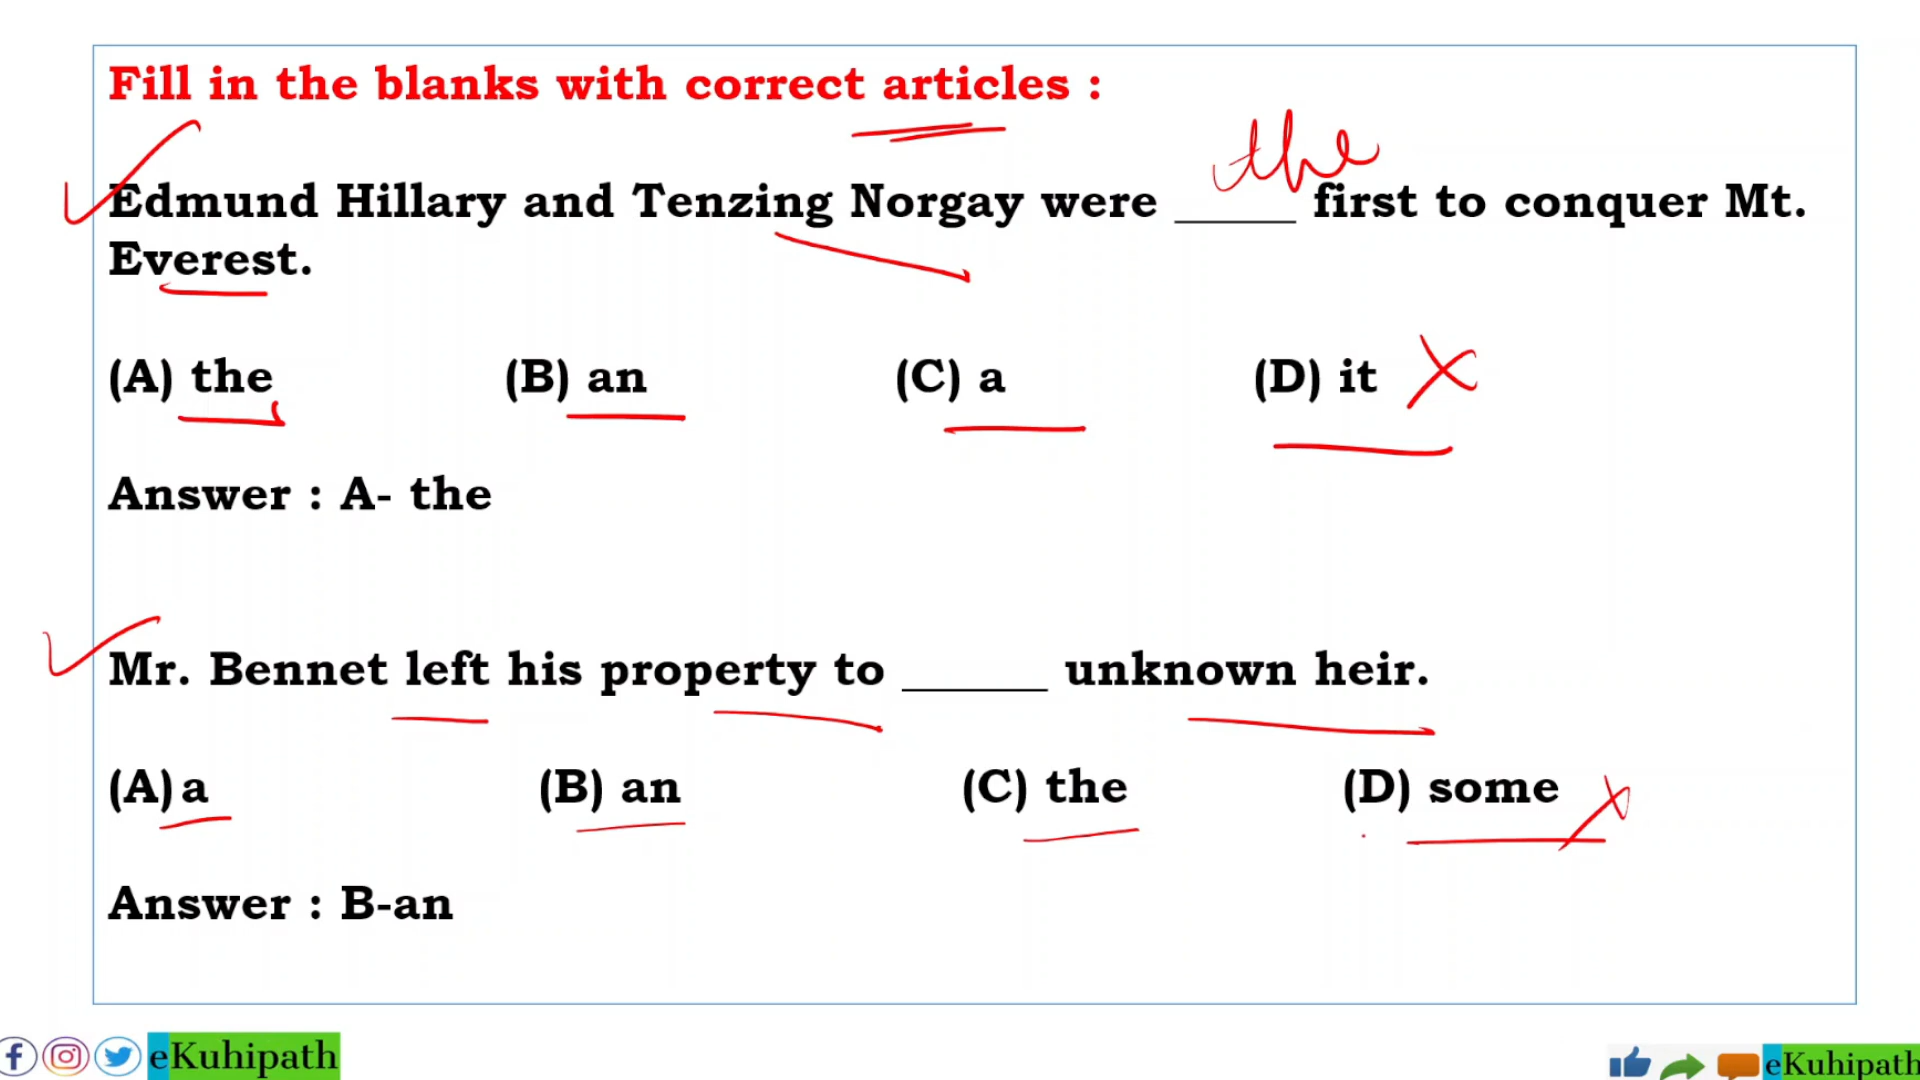 Fill in the blanks with correct articles :
the
Edmund Hillary and Tenzing Norgay were _____ first to conquer Mt.
Everest.
(A) the (B) an (C) a (D) it
Answer : A- the
Mr. Bennet left his property to ______ unknown heir.
(A) a (B) an (C) the (D) some
Answer : B-an
eKuhipath eKuhipath